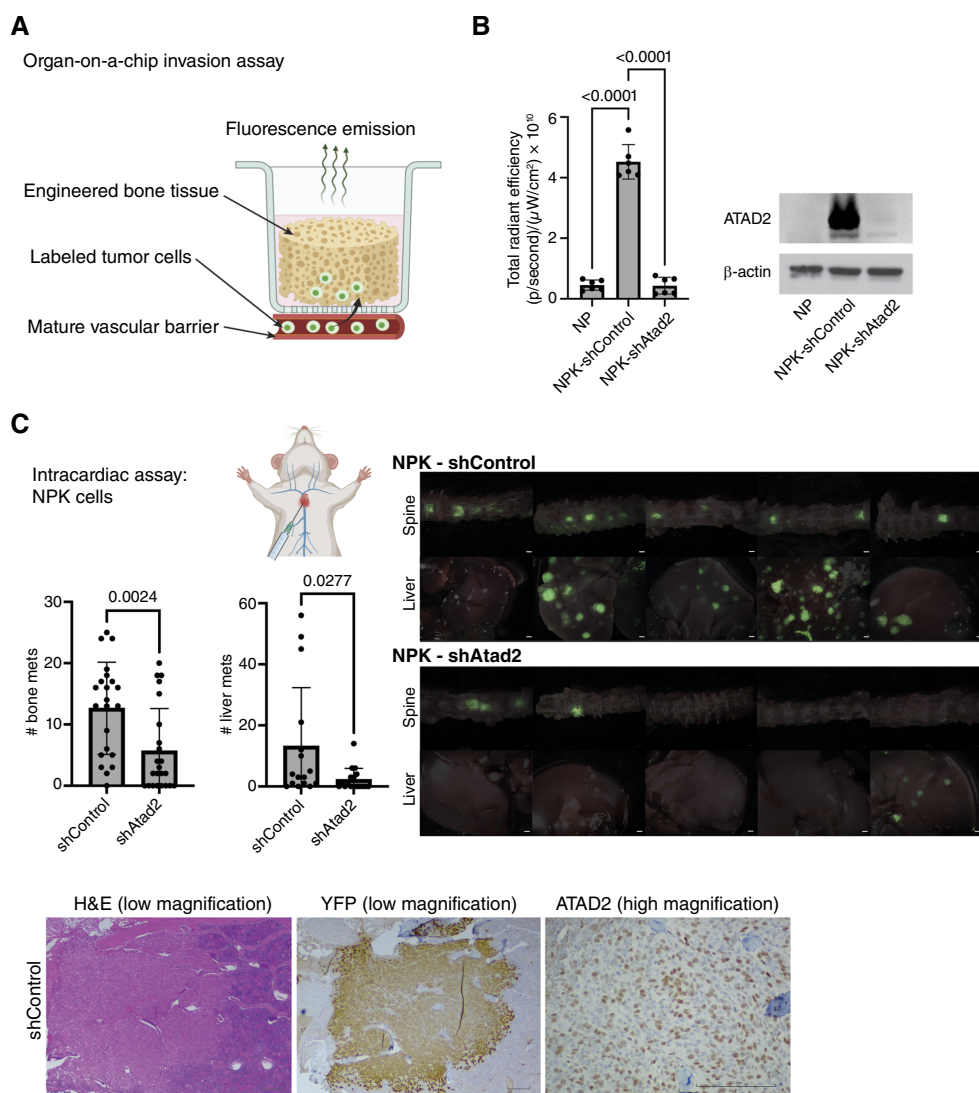 A
Organ-on-a-chip invasion assay
Fluorescence emission
Engineered bone tissue
Labeled tumor cells
Mature vascular barrier
B
<0.0001
<0.0001
Total radiant efficiency
(p/second)/(µW/cm²) × 10¹⁰
6
4
2
0
NP
NPK-shControl
NPK-shAtad2
ATAD2
β-actin
NP
NPK-shControl
NPK-shAtad2
C
Intracardiac assay:
NPK cells
0.0024
# bone mets
30
20
10
0
shControl
shAtad2
0.0277
# liver mets
60
40
20
0
shControl
shAtad2
NPK - shControl
Spine
Liver
NPK - shAtad2
Spine
Liver
H&E (low magnification)
YFP (low magnification)
ATAD2 (high magnification)
shControl